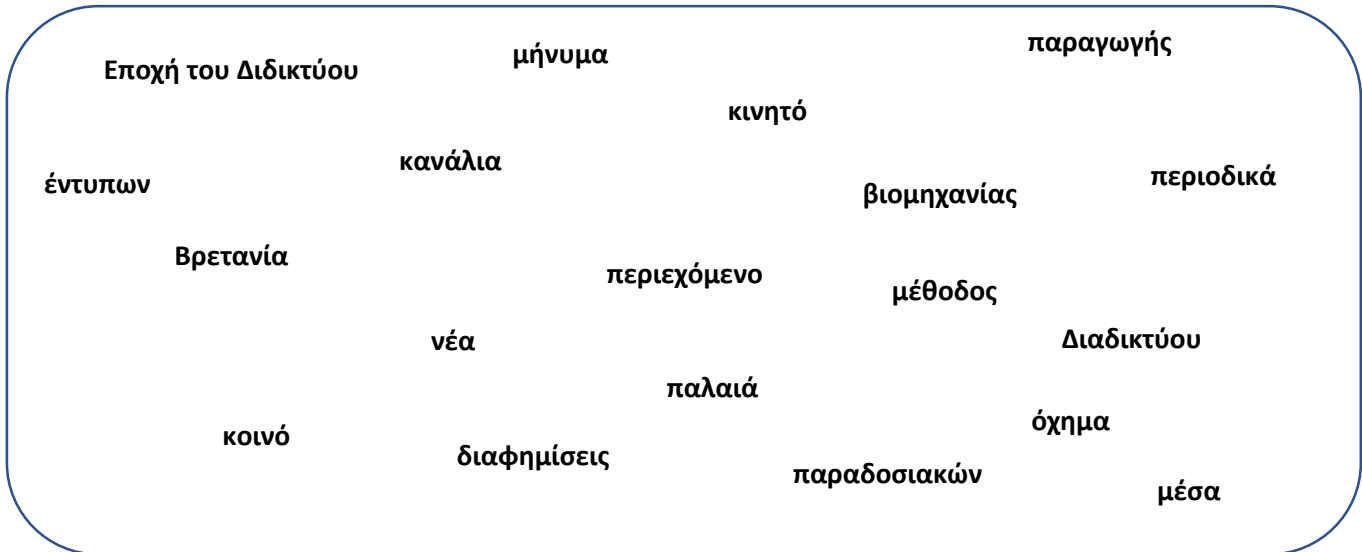 Εποχή του Διδικτύου
μήνυμα
παραγωγής
κινητό
έντυπων
κανάλια
βιομηχανίας
περιοδικά
Βρετανία
περιεχόμενο
μέθοδος
νέα
Διαδικτύου
παλαιά
κοινό
διαφημίσεις
όχημα
παραδοσιακών
μέσα